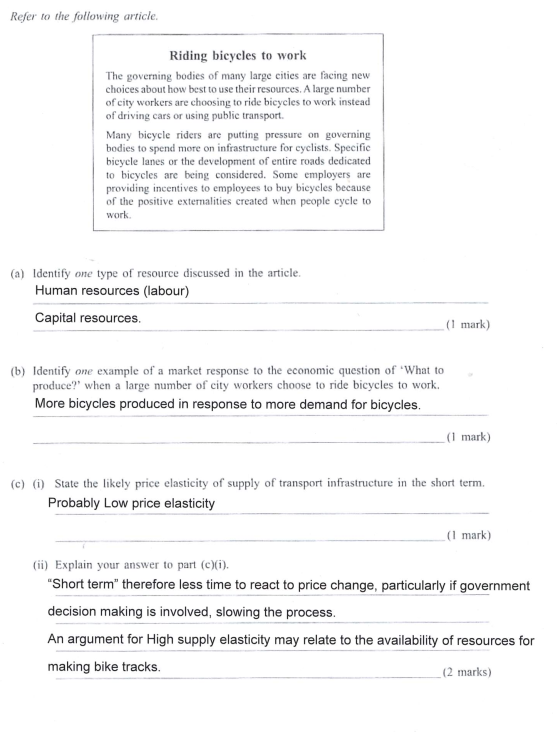 Refer to the following article.
Riding bicycles to work
The governing bodies of many large cities are facing new
choices about how best to use their resources. A large number
of city workers are choosing to ride bicycles to work instead
of driving cars or using public transport.
Many bicycle riders are putting pressure on governing
bodies to spend more on infrastructure for cyclists. Specific
bicycle lanes or the development of entire roads dedicated
to bicycles are being considered. Some employers are
providing incentives to employees to buy bicycles because
of the positive externalities created when people cycle to
work.
(a) Identify one type of resource discussed in the article.
Human resources (labour)
Capital resources.
(1 mark)
(b) Identify one example of a market response to the economic question of ‘What to
produce?’ when a large number of city workers choose to ride bicycles to work.
More bicycles produced in response to more demand for bicycles.
(1 mark)
(c) (i) State the likely price elasticity of supply of transport infrastructure in the short term.
Probably Low price elasticity
(1 mark)
(ii) Explain your answer to part (c)(i).
“Short term” therefore less time to react to price change, particularly if government
decision making is involved, slowing the process.
An argument for High supply elasticity may relate to the availability of resources for
making bike tracks.
(2 marks)